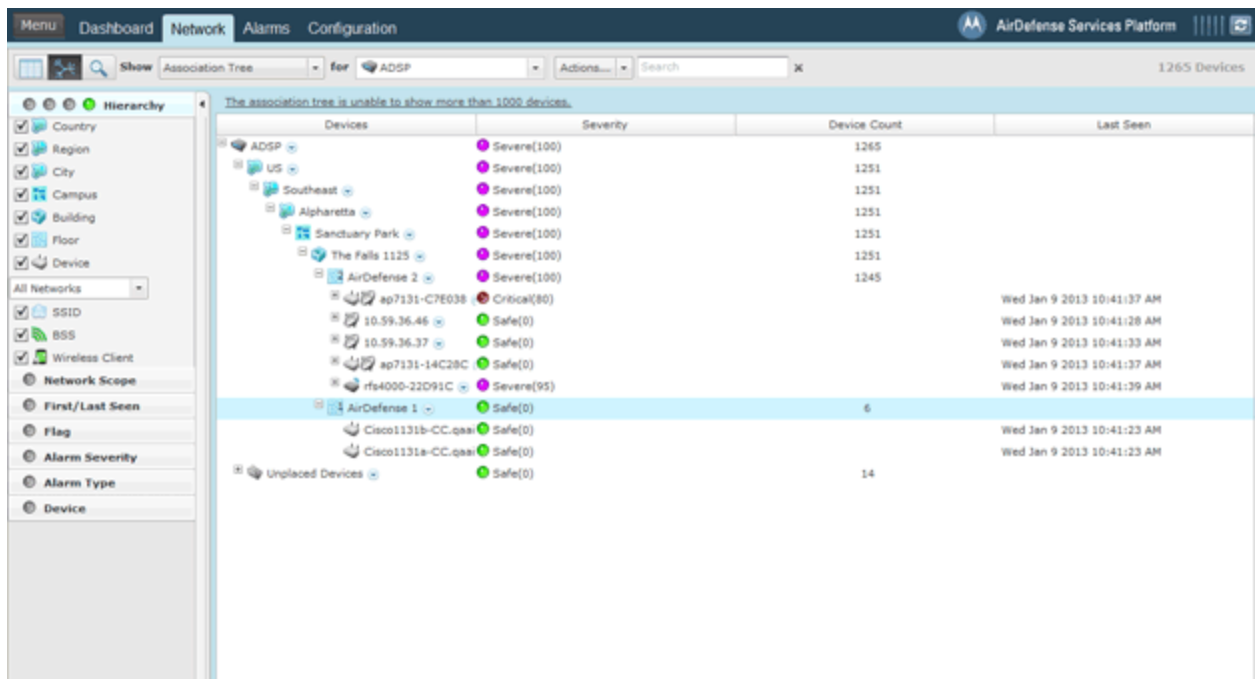 Menu Dashboard Network Alarms Configuration AirDefense Services Platform
Show Association Tree for ADSP Actions... Search x 1265 Devices
Hierarchy
Country
Region
City
Campus
Building
Floor
Device
All Networks
SSID
BSS
Wireless Client
Network Scope
First/Last Seen
Flag
Alarm Severity
Alarm Type
Device
The association tree is unable to show more than 1000 devices.
Devices Severity Device Count Last Seen
ADSP Severe(100) 1265
US Severe(100) 1251
Southeast Severe(100) 1251
Alpharetta Severe(100) 1251
Sanctuary Park Severe(100) 1251
The Falls 1125 Severe(100) 1251
AirDefense 2 Severe(100) 1245
ap7131-C7E038 Critical(80) Wed Jan 9 2013 10:41:37 AM
10.59.36.46 Safe(0) Wed Jan 9 2013 10:41:28 AM
10.59.36.37 Safe(0) Wed Jan 9 2013 10:41:33 AM
ap7131-14C28C Safe(0) Wed Jan 9 2013 10:41:37 AM
rfs4000-22D91C Severe(95) Wed Jan 9 2013 10:41:39 AM
AirDefense 1 Safe(0) 6
Cisco1131b-CC.qaai Safe(0) Wed Jan 9 2013 10:41:23 AM
Cisco1131a-CC.qaai Safe(0) Wed Jan 9 2013 10:41:23 AM
Unplaced Devices Safe(0) 14